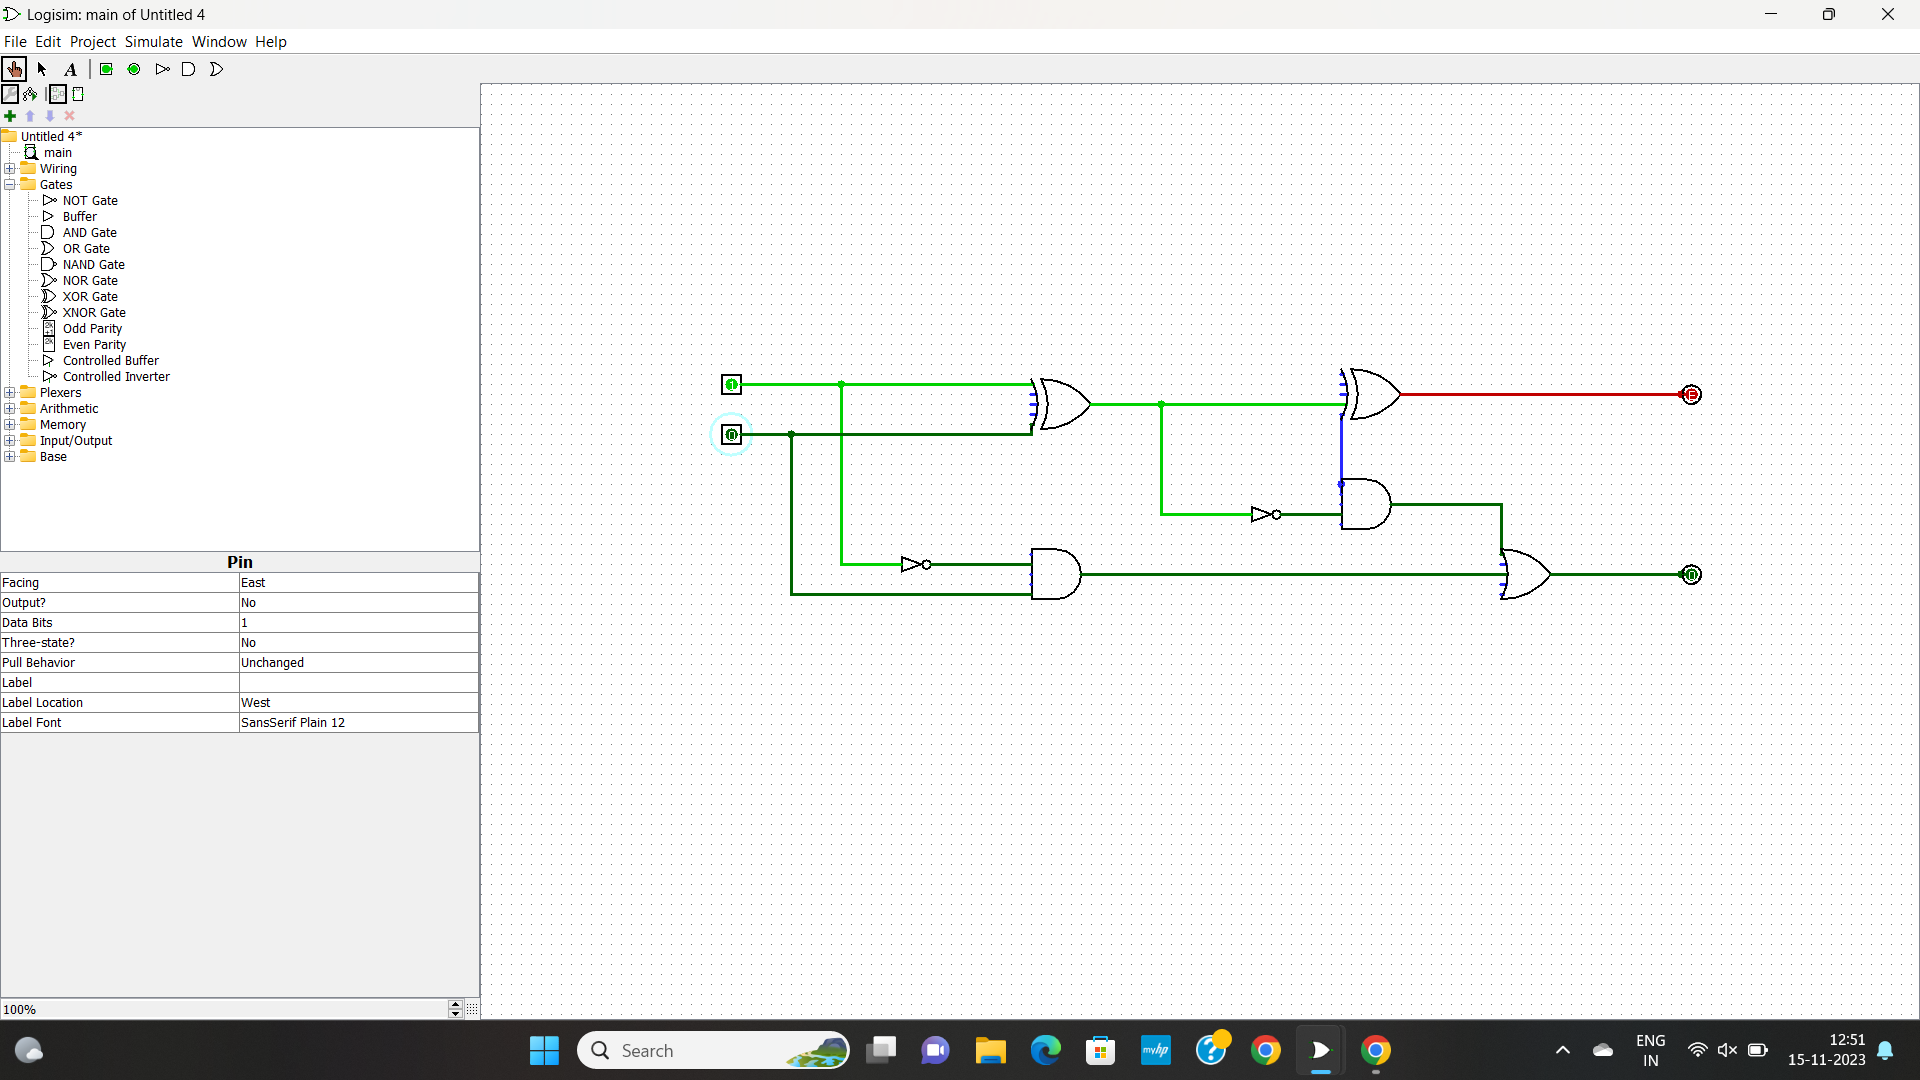 Logisim: main of Untitled 4
File Edit Project Simulate Window Help
A
Untitled 4*
main
Wiring
Gates
NOT Gate
Buffer
AND Gate
OR Gate
NAND Gate
NOR Gate
XOR Gate
XNOR Gate
Odd Parity
Even Parity
Controlled Buffer
Controlled Inverter
Plexers
Arithmetic
Memory
Input/Output
Base
Pin
Facing East
Output? No
Data Bits 1
Three-state? No
Pull Behavior Unchanged
Label
Label Location West
Label Font SansSerif Plain 12
100%
1
0
E
0
Search
myhp
ENG
IN
12:51
15-11-2023